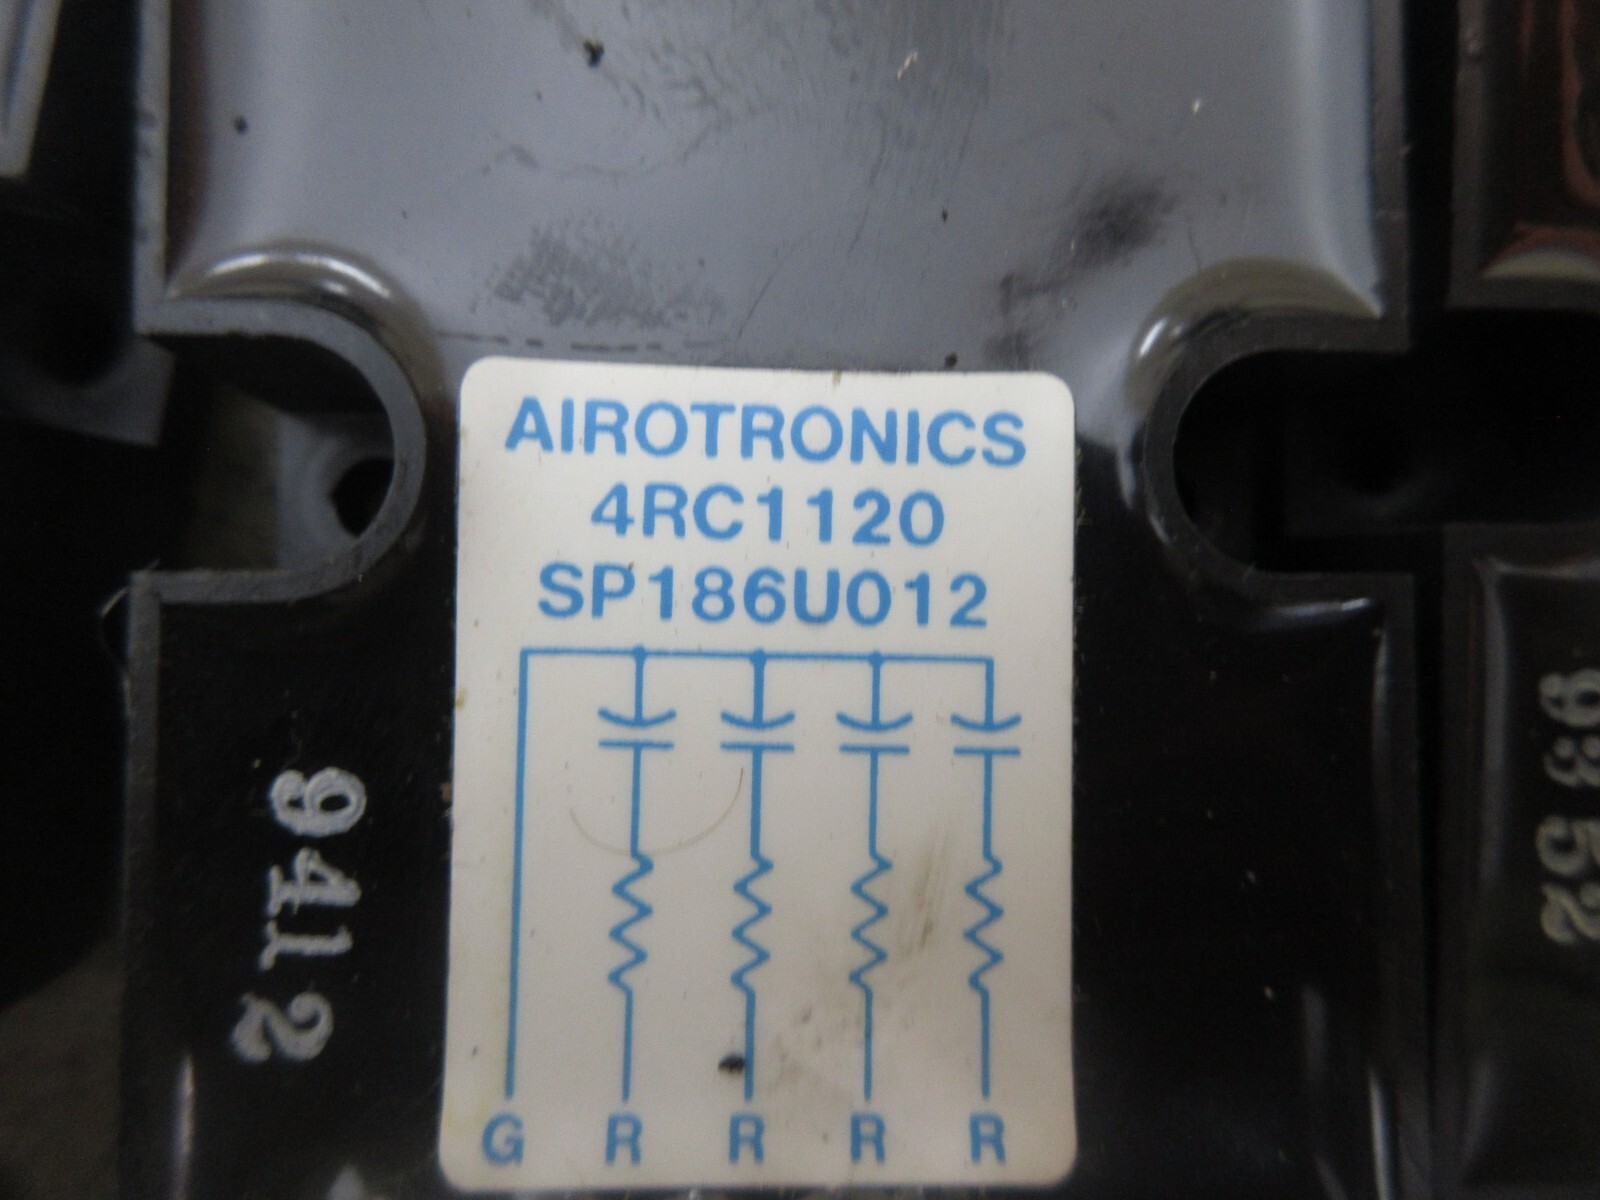 AIROTRONICS
4RC1120
SP186U012
G R R R R
9412
9352